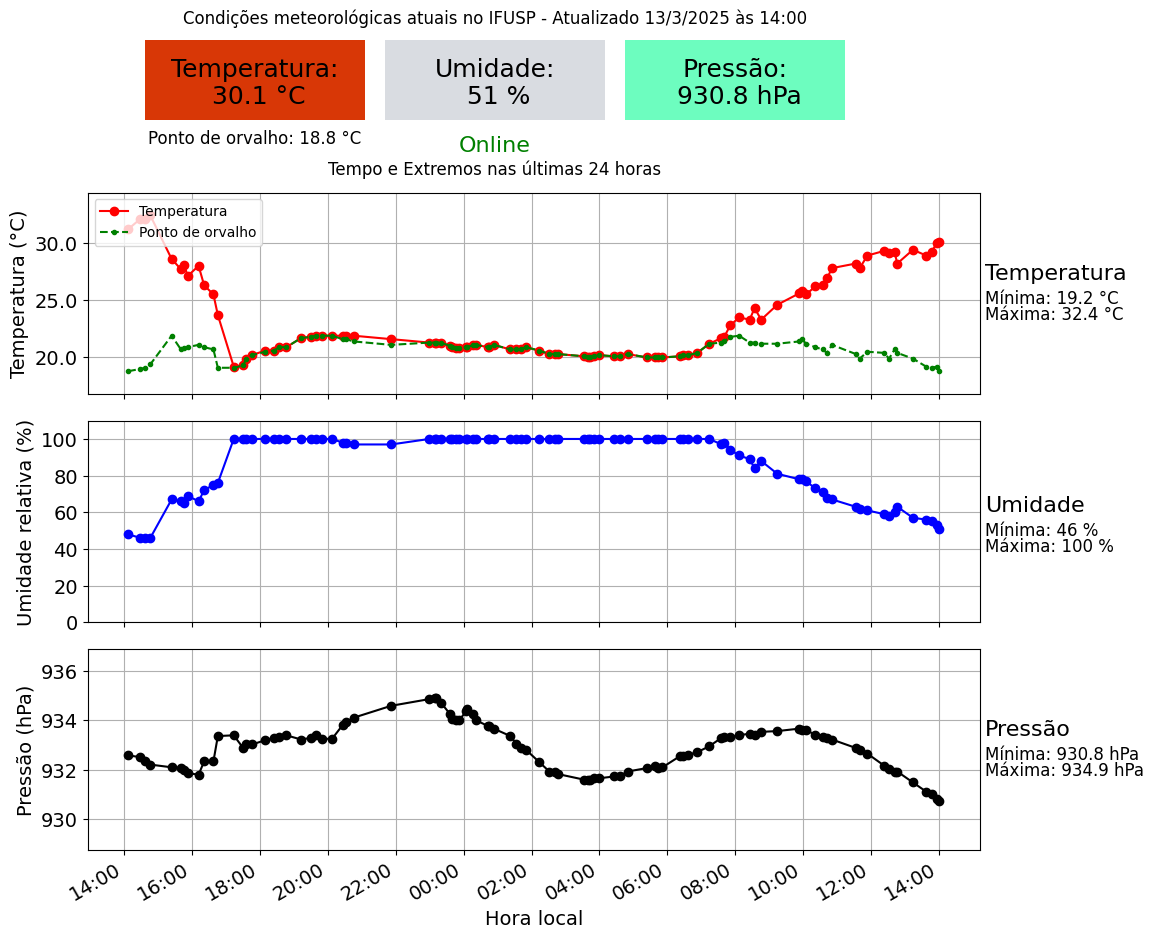 Condições meteorológicas atuais no IFUSP - Atualizado 13/3/2025 às 14:00
Temperatura:
30.1 °C
Umidade:
51 %
Pressão:
930.8 hPa
Ponto de orvalho: 18.8 °C
Online
Tempo e Extremos nas últimas 24 horas
Temperatura (°C)
30.0
25.0
20.0
Temperatura
Ponto de orvalho
Temperatura
Mínima: 19.2 °C
Máxima: 32.4 °C
Umidade relativa (%)
100
80
60
40
20
0
Umidade
Mínima: 46 %
Máxima: 100 %
Pressão (hPa)
936
934
932
930
Pressão
Mínima: 930.8 hPa
Máxima: 934.9 hPa
14:00
16:00
18:00
20:00
22:00
00:00
02:00
04:00
06:00
08:00
10:00
12:00
14:00
Hora local